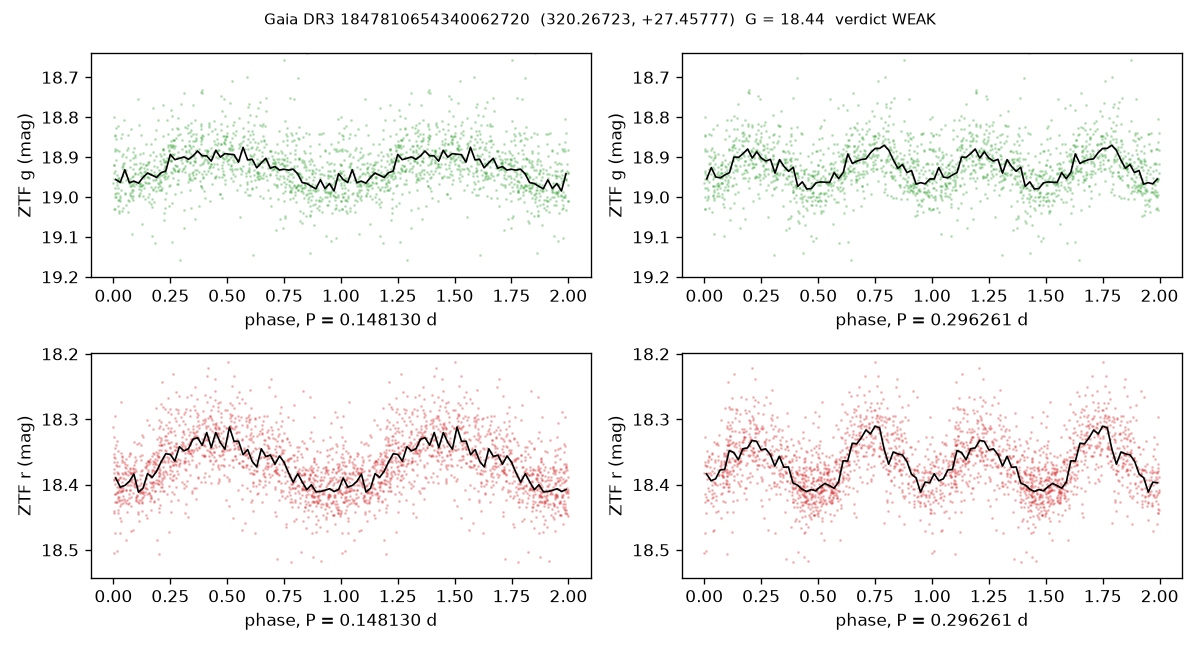 Gaia DR3 1847810654340062720 (320.26723, +27.45777) G = 18.44 verdict WEAK
ZTF g (mag)
18.7
18.8
18.9
19.0
19.1
19.2
0.00 0.25 0.50 0.75 1.00 1.25 1.50 1.75 2.00
phase, P = 0.148130 d
ZTF g (mag)
18.7
18.8
18.9
19.0
19.1
19.2
0.00 0.25 0.50 0.75 1.00 1.25 1.50 1.75 2.00
phase, P = 0.296261 d
ZTF r (mag)
18.2
18.3
18.4
18.5
0.00 0.25 0.50 0.75 1.00 1.25 1.50 1.75 2.00
phase, P = 0.148130 d
ZTF r (mag)
18.2
18.3
18.4
18.5
0.00 0.25 0.50 0.75 1.00 1.25 1.50 1.75 2.00
phase, P = 0.296261 d